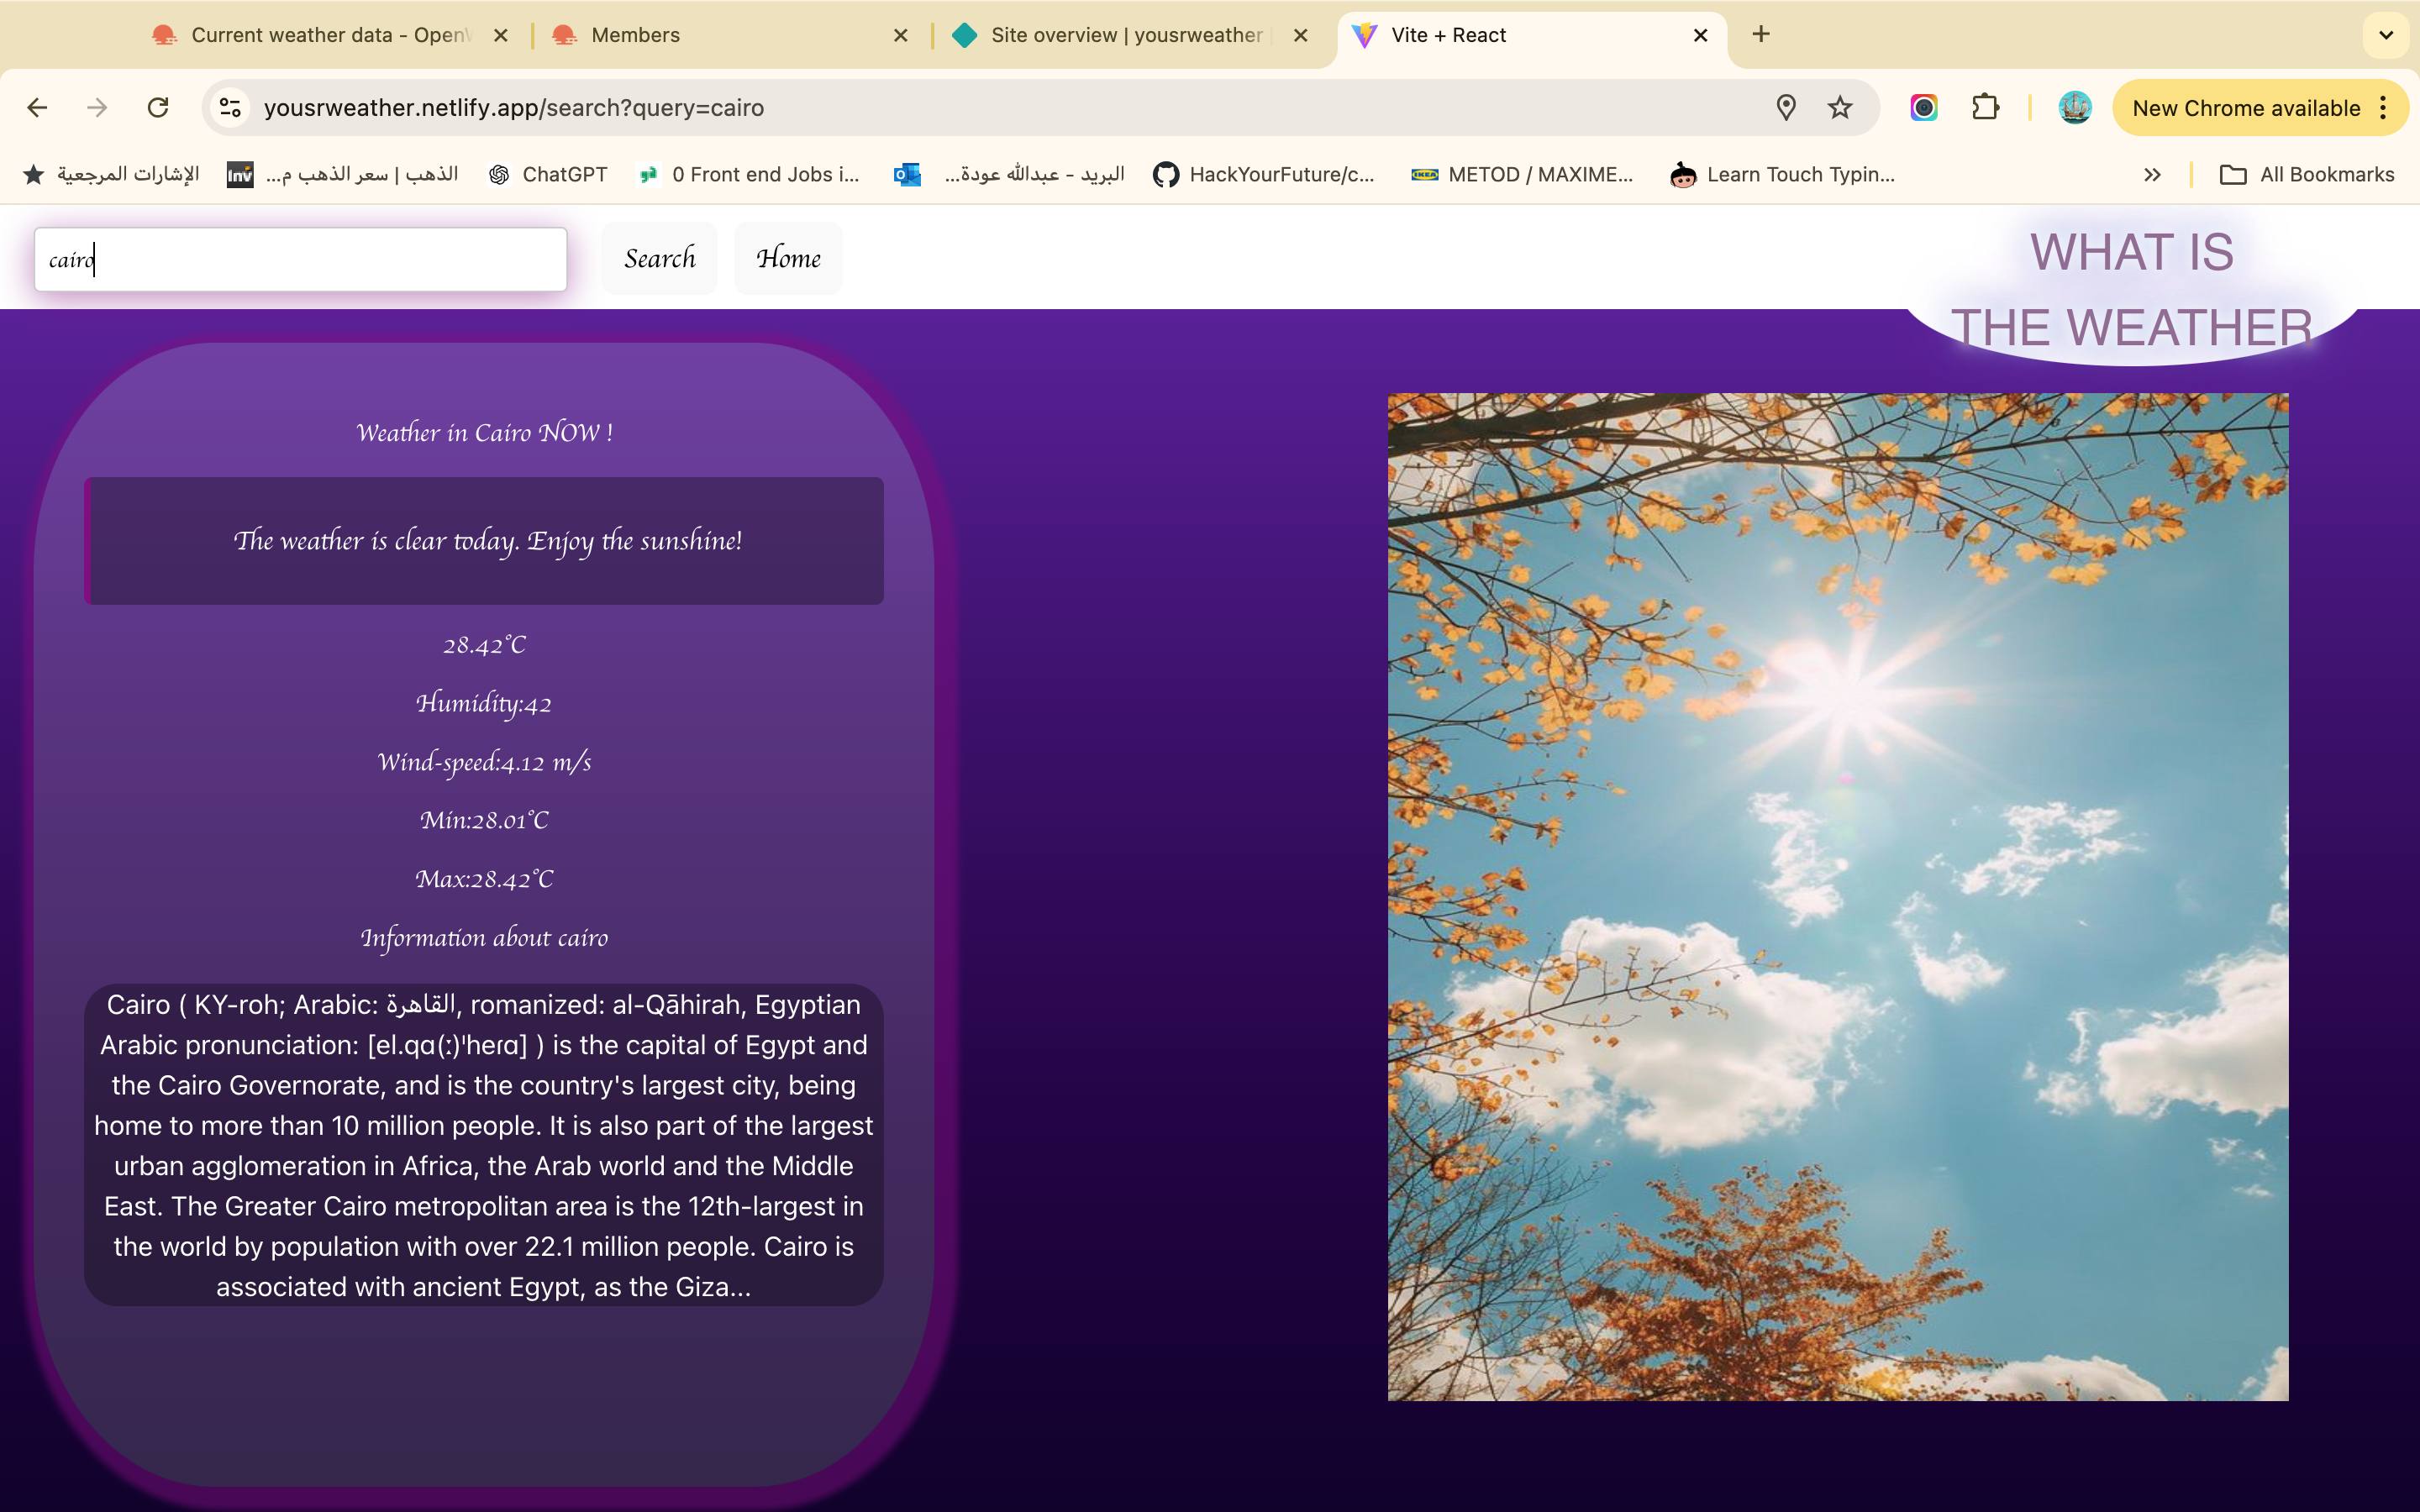 Current weather data - Open
Members
Site overview | yousrweather
Vite + React
yousrweather.netlify.app/search?query=cairo
New Chrome available
الإشارات المرجعية
الذهب | سعر الذهب م...
ChatGPT
0 Front end Jobs i...
البريد - عبدالله عودة...
HackYourFuture/c...
METOD / MAXIME...
Learn Touch Typin...
All Bookmarks
cairo
Search
Home
WHAT IS
THE WEATHER
Weather in Cairo NOW !
The weather is clear today. Enjoy the sunshine!
28.42°C
Humidity:42
Wind-speed:4.12 m/s
Min:28.01°C
Max:28.42°C
Information about cairo
Cairo ( KY-roh; Arabic: القاهرة, romanized: al-Qāhirah, Egyptian
Arabic pronunciation: [el.qɑ(ː)ˈheɾɑ] ) is the capital of Egypt and
the Cairo Governorate, and is the country's largest city, being
home to more than 10 million people. It is also part of the largest
urban agglomeration in Africa, the Arab world and the Middle
East. The Greater Cairo metropolitan area is the 12th-largest in
the world by population with over 22.1 million people. Cairo is
associated with ancient Egypt, as the Giza...